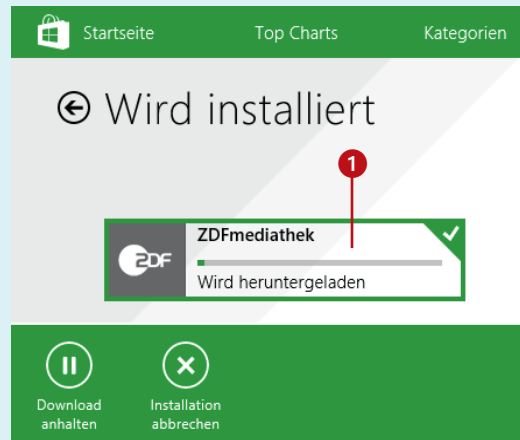 Startseite Top Charts Kategorien
Wird installiert
1
ZDFmediathek
ZDF
Wird heruntergeladen
Download
anhalten
Installation
abbrechen